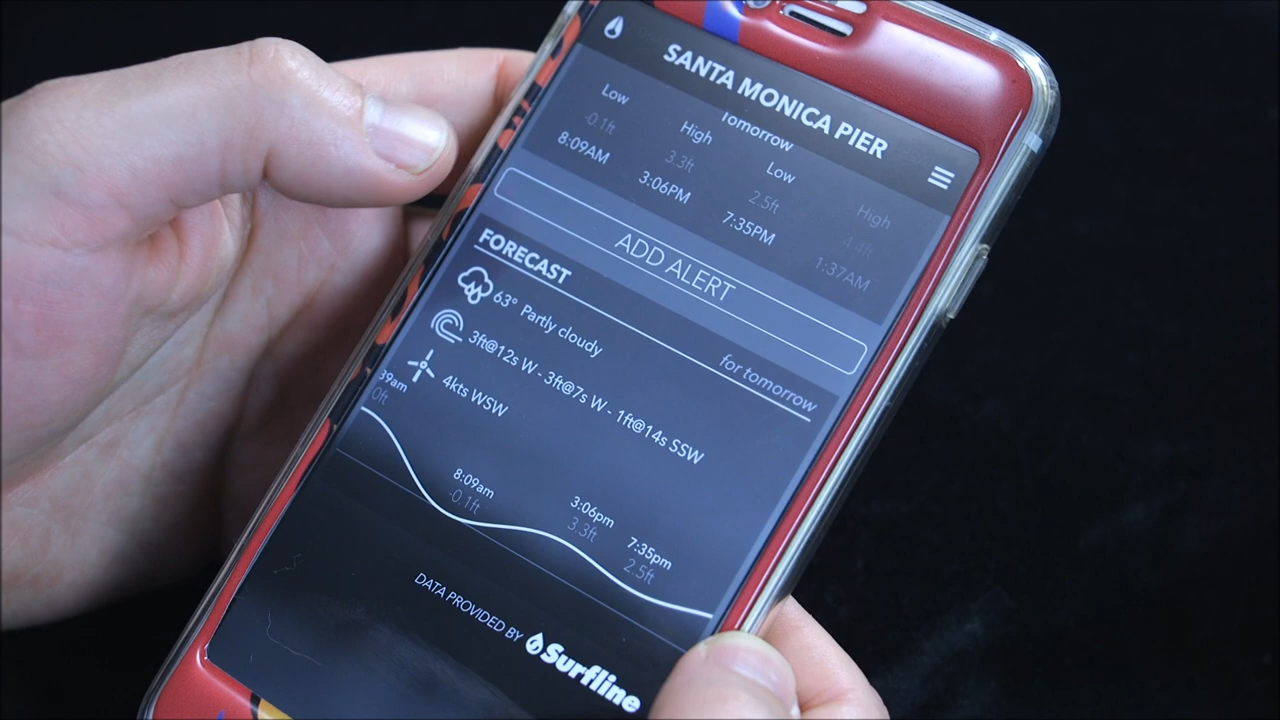 SANTA MONICA PIER
Tomorrow
Low
-0.1ft
8:09AM
High
3.3ft
3:06PM
Low
2.5ft
7:35PM
High
4.4ft
1:37AM
ADD ALERT
FORECAST
for tomorrow
63° Partly cloudy
3ft@12s W - 3ft@7s W - 1ft@14s SSW
4kts WSW
39am
0ft
8:09am
-0.1ft
3:06pm
3.3ft
7:35pm
2.5ft
DATA PROVIDED BY Surfline